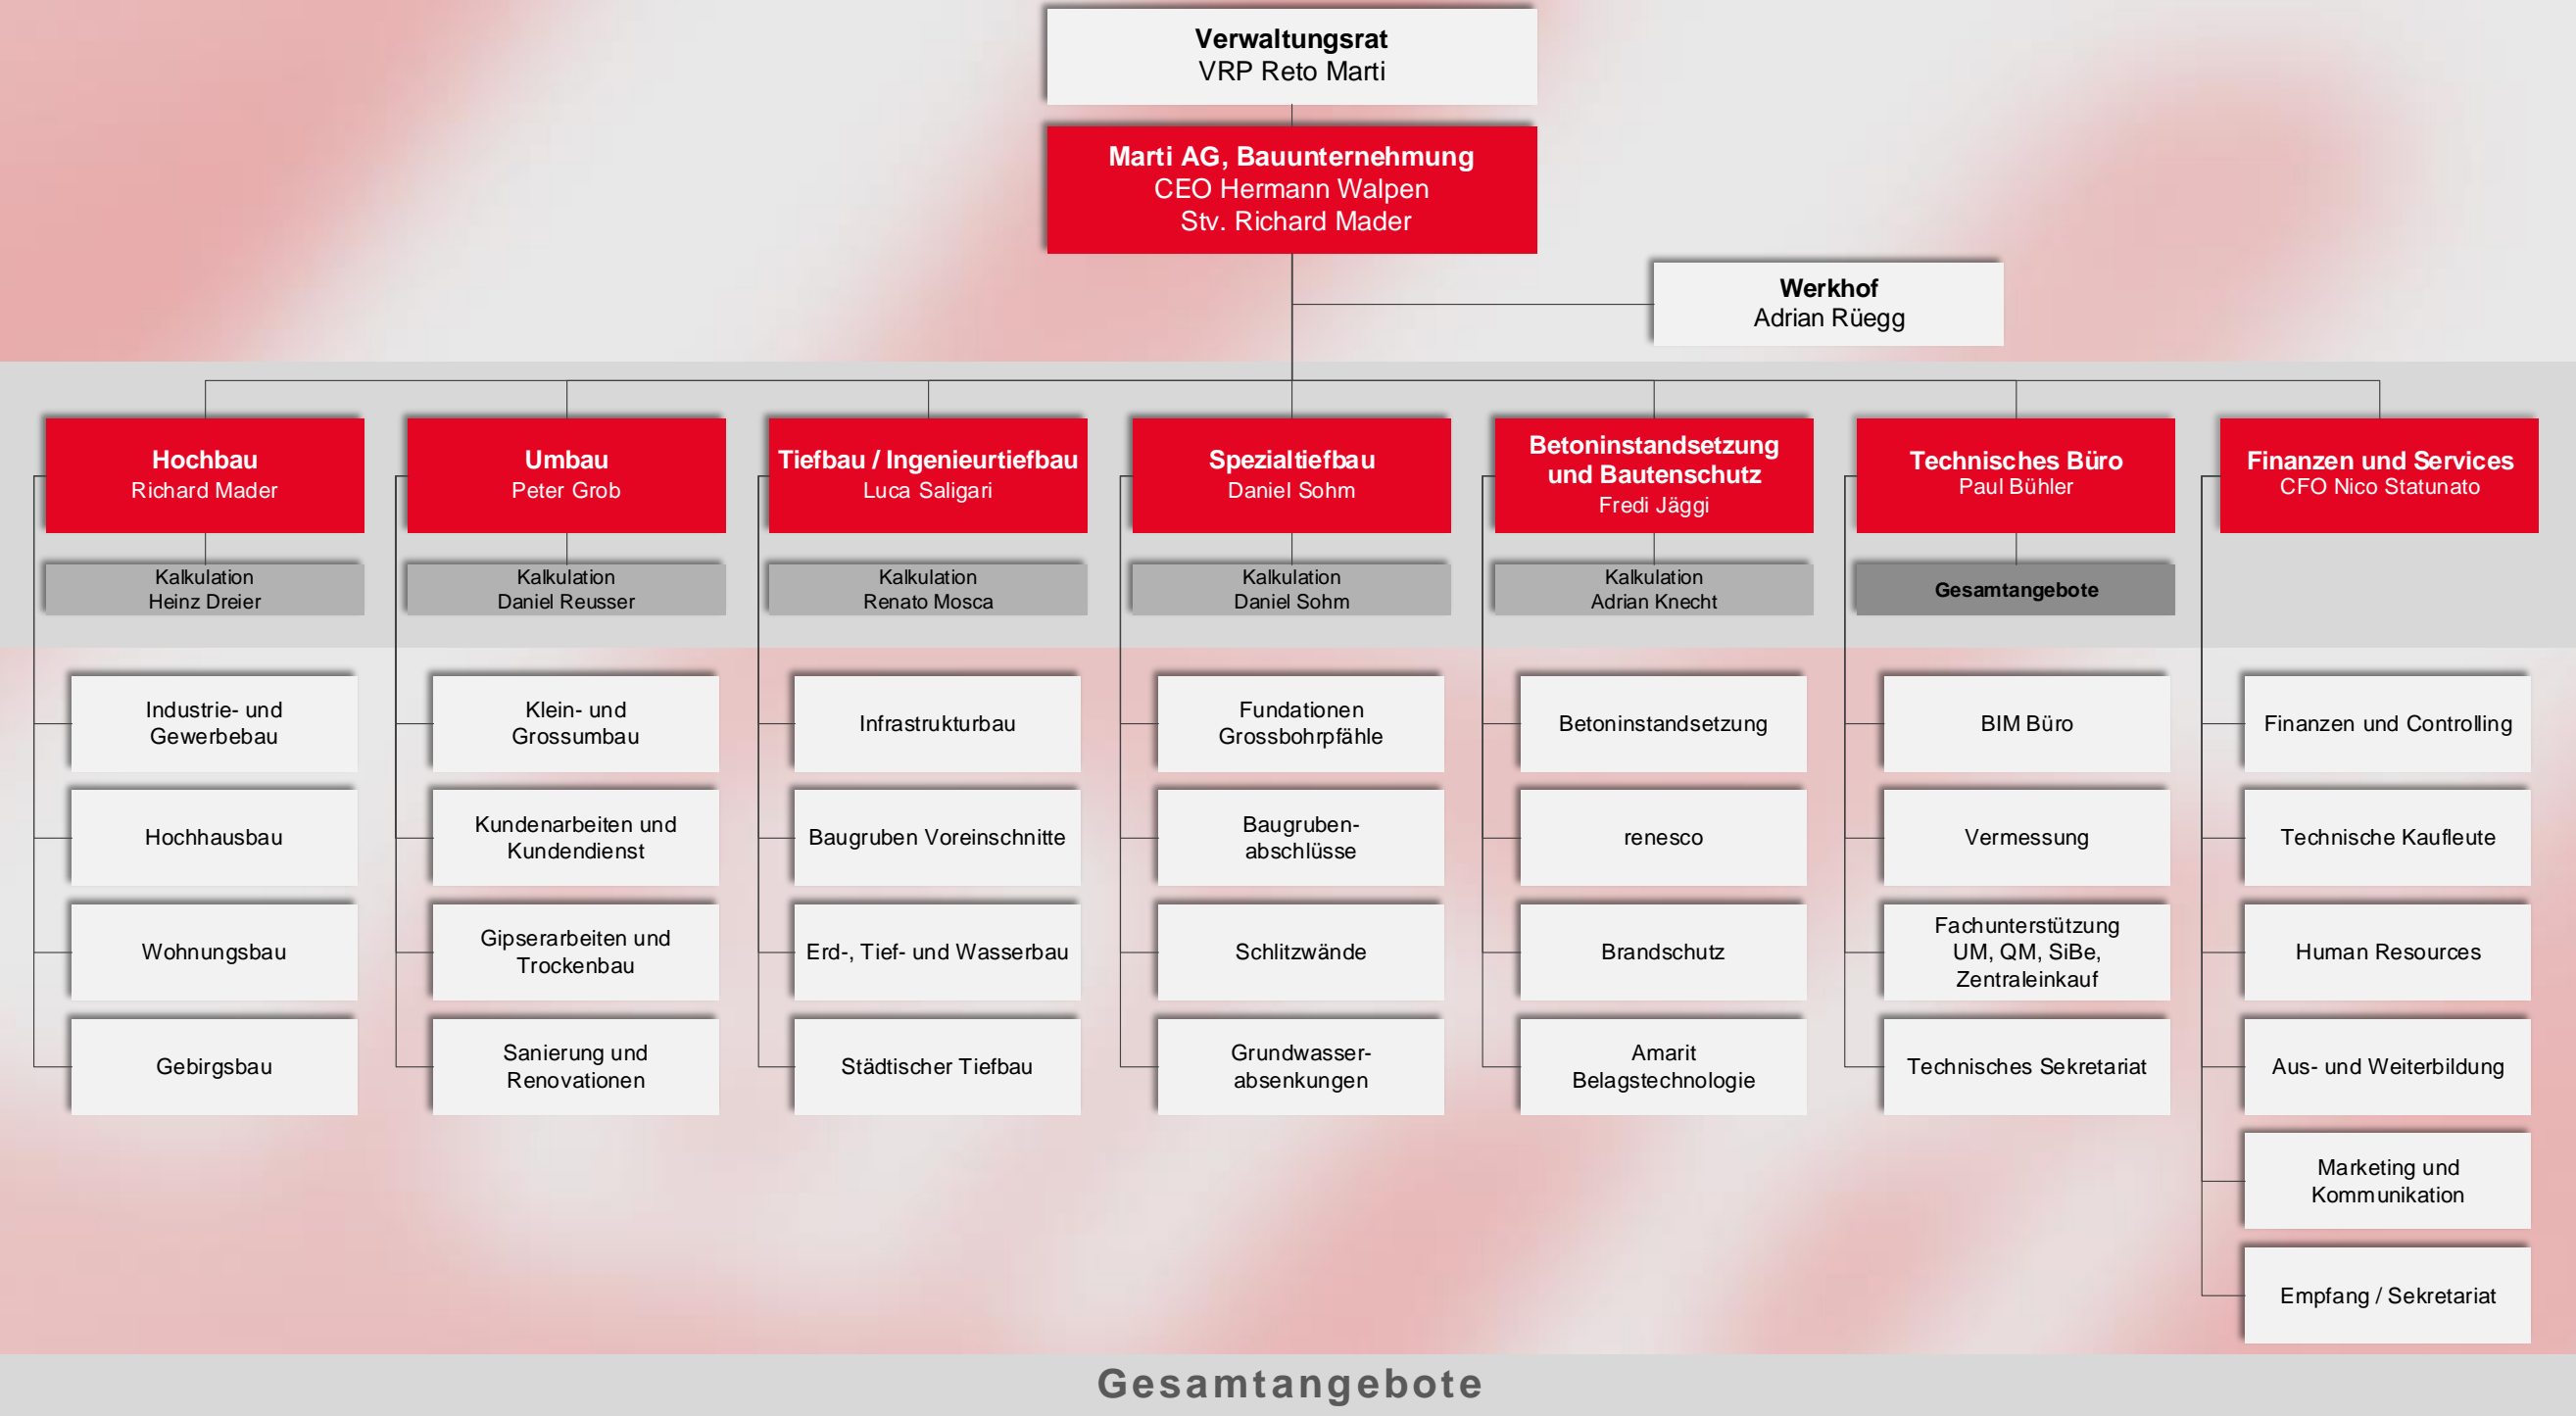 Verwaltungsrat
VRP Reto Marti
Marti AG, Bauunternehmung
CEO Hermann Walpen
Stv. Richard Mader
Werkhof
Adrian Rüegg
Hochbau
Richard Mader
Umbau
Peter Grob
Tiefbau / Ingenieurtiefbau
Luca Saligari
Spezialtiefbau
Daniel Sohm
Betoninstandsetzung
und Bautenschutz
Fredi Jäggi
Technisches Büro
Paul Bühler
Finanzen und Services
CFO Nico Statunato
Kalkulation
Heinz Dreier
Kalkulation
Daniel Reusser
Kalkulation
Renato Mosca
Kalkulation
Daniel Sohm
Kalkulation
Adrian Knecht
Gesamtangebote
Industrie- und
Gewerbebau
Hochhausbau
Wohnungsbau
Gebirgsbau
Klein- und
Grossumbau
Kundenarbeiten und
Kundendienst
Gipserarbeiten und
Trockenbau
Sanierung und
Renovationen
Infrastrukturbau
Baugruben Voreinschnitte
Erd-, Tief- und Wasserbau
Städtischer Tiefbau
Fundationen
Grossbohrpfähle
Baugruben-
abschlüsse
Schlitzwände
Grundwasser-
absenkungen
Betoninstandsetzung
renesco
Brandschutz
Amarit
Belagstechnologie
BIM Büro
Vermessung
Fachunterstützung
UM, QM, SiBe,
Zentraleinkauf
Technisches Sekretariat
Finanzen und Controlling
Technische Kaufleute
Human Resources
Aus- und Weiterbildung
Marketing und
Kommunikation
Empfang / Sekretariat
Gesamtangebote